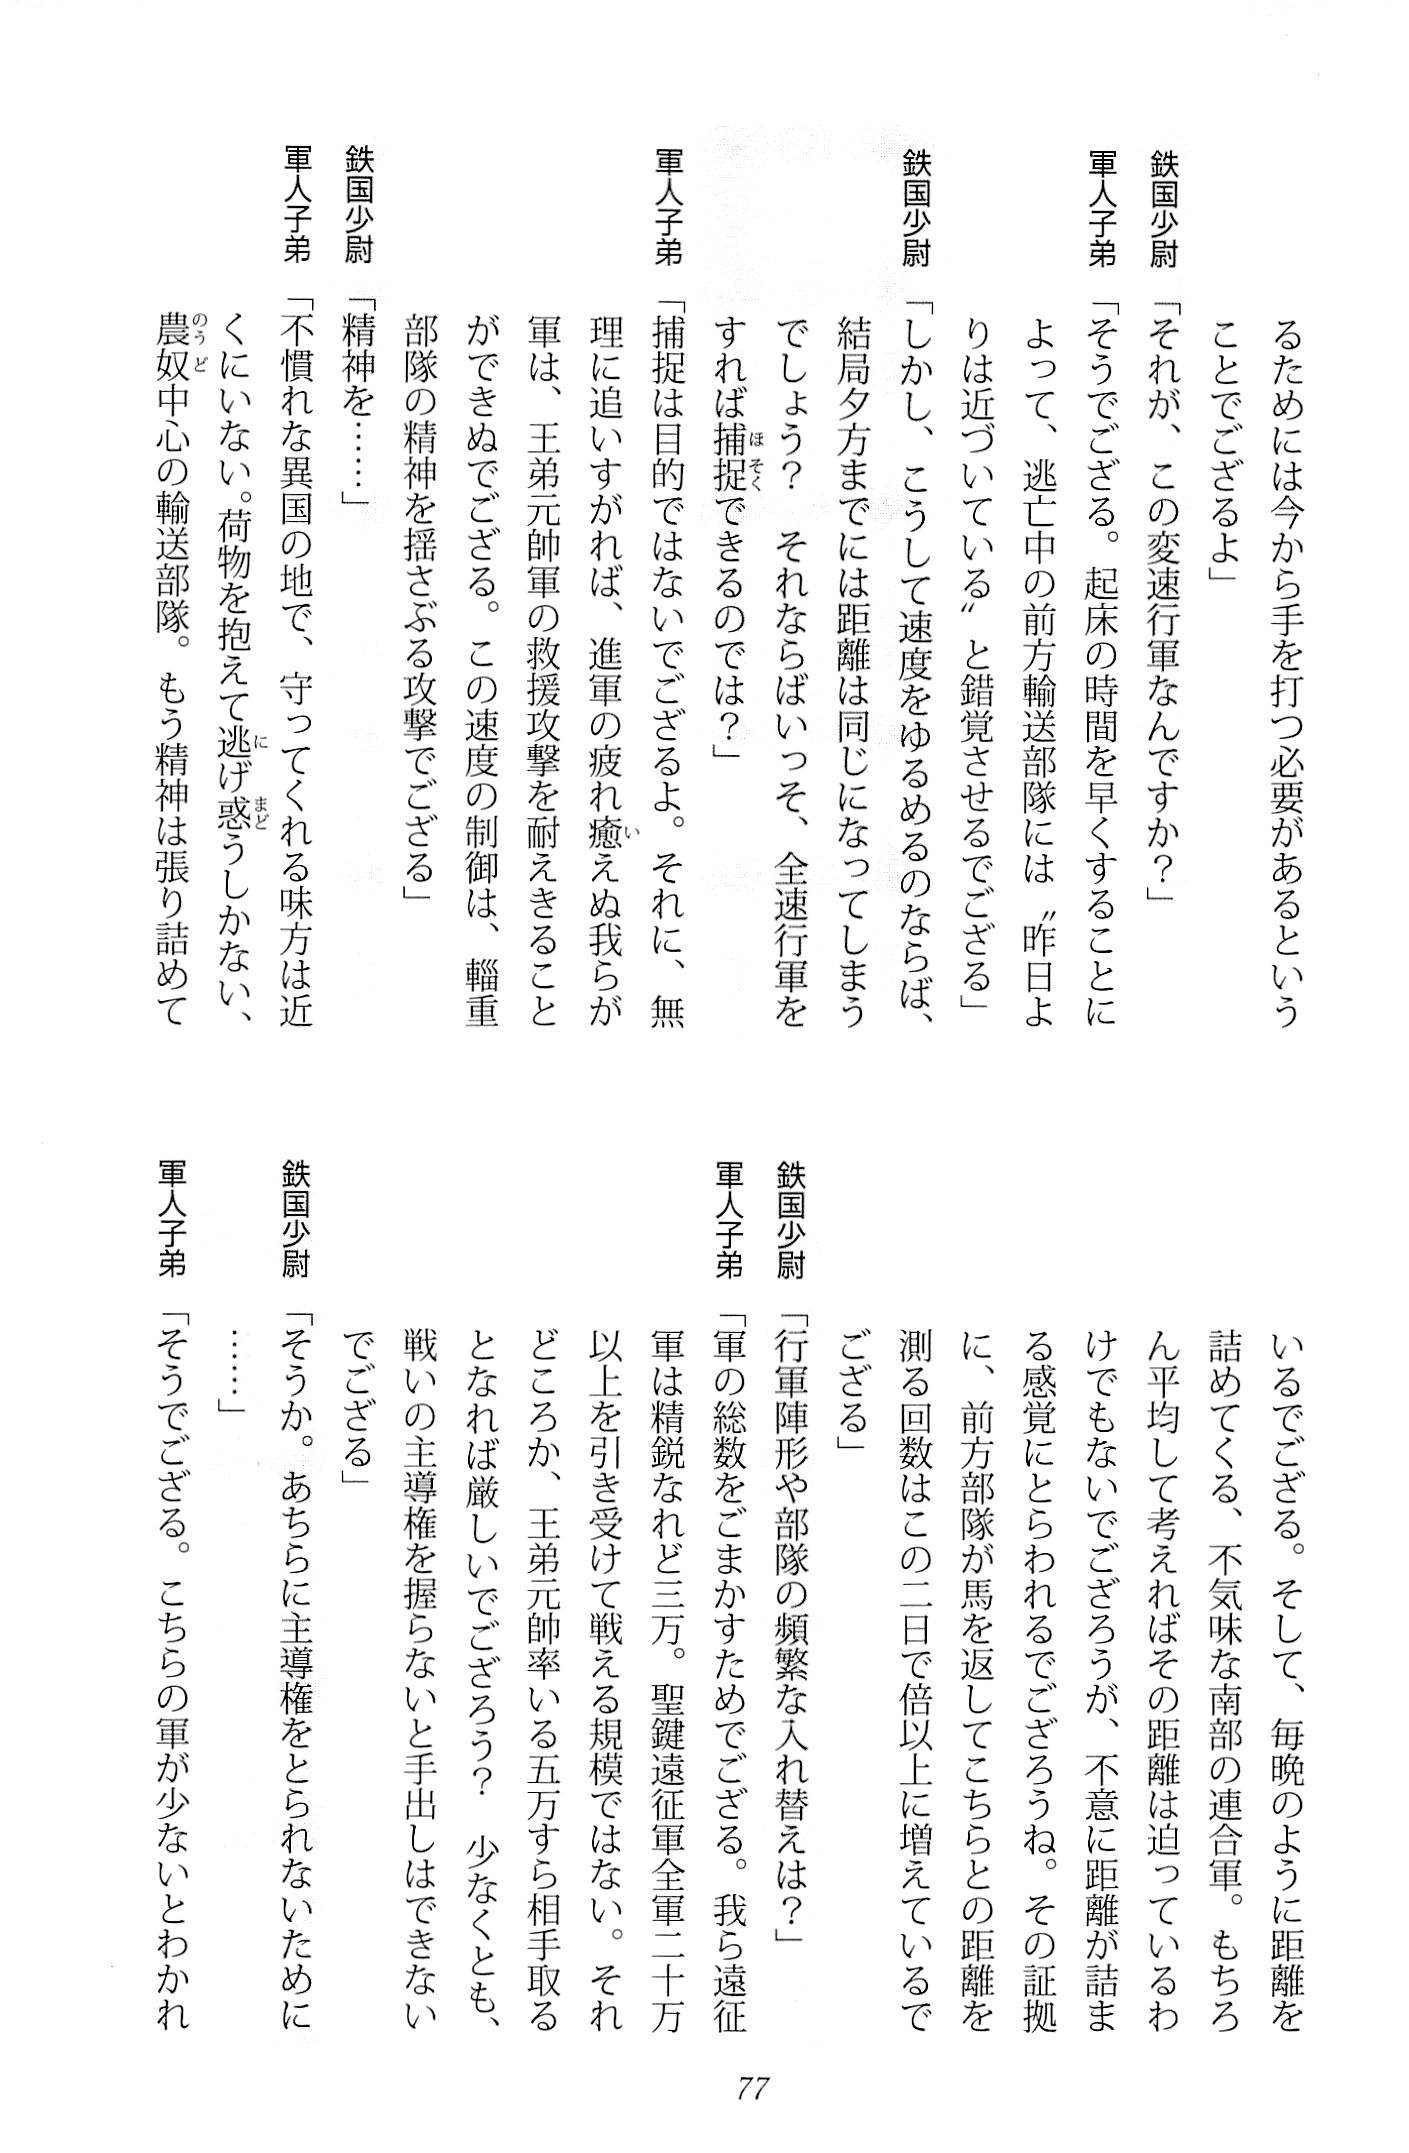 るためには今から手を打つ必要があるという
ことでござるよ」
鉄国少尉「それが、この変速行軍なんですか？」
軍人子弟「そうでござる。起床の時間を早くすることに
よって、逃亡中の前方輸送部隊には〝昨日よ
りは近づいている〟と錯覚させるでござる」
鉄国少尉「しかし、こうして速度をゆるめるのならば、
結局夕方までには距離は同じになってしまう
でしょう？　それならばいっそ、全速行軍を
すれば捕捉できるのでは？」
軍人子弟「捕捉は目的ではないでござるよ。それに、無
理に追いすがれば、進軍の疲れ癒えぬ我らが
軍は、王弟元帥軍の救援攻撃を耐えきること
ができぬでござる。この速度の制御は、輜重
部隊の精神を揺さぶる攻撃でござる」
鉄国少尉「精神を……」
軍人子弟「不慣れな異国の地で、守ってくれる味方は近
くにいない。荷物を抱えて逃げ惑うしかない、
農奴中心の輸送部隊。もう精神は張り詰めて
いるでござる。そして、毎晩のように距離を
詰めてくる、不気味な南部の連合軍。もちろ
ん平均して考えればその距離は迫っているわ
けでもないでござろうが、不意に距離が詰ま
る感覚にとらわれるでござろうね。その証拠
に、前方部隊が馬を返してこちらとの距離を
測る回数はこの二日で倍以上に増えているで
ござる」
鉄国少尉「行軍陣形や部隊の頻繁な入れ替えは？」
軍人子弟「軍の総数をごまかすためでござる。我ら遠征
軍は精鋭なれど三万。聖鍵遠征軍全軍二十万
以上を引き受けて戦える規模ではない。それ
どころか、王弟元帥率いる五万すら相手取る
となれば厳しいでござろう？　少なくとも、
戦いの主導権を握らないと手出しはできない
でござる」
鉄国少尉「そうか。あちらに主導権をとられないために
……」
軍人子弟「そうでござる。こちらの軍が少ないとわかれ
77